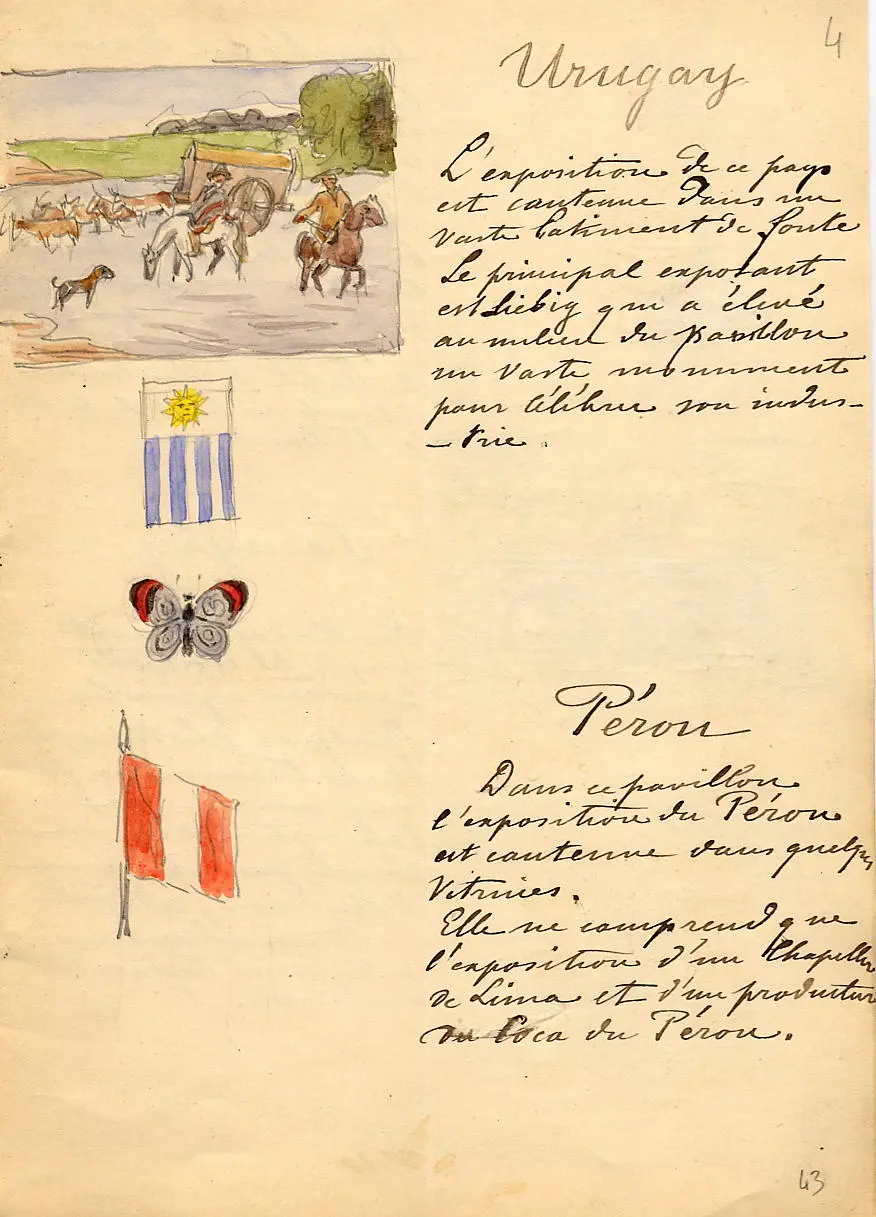 4
Urugay
L'exposition de ce pays
est contenue dans un
vaste batiment de fonte
Le principal exposant
est Liebig qui a élevé
au milieu du pavillon
un vaste monument
pour célébrer son indus-
-trie.
Pérou
Dans ce pavillon
l'exposition du Pérou
est contenue dans quelques
vitrines.
Elle ne comprend que
l'exposition d'un Chapellier
de Lima et d'un producteur
du Coca du Pérou.
43